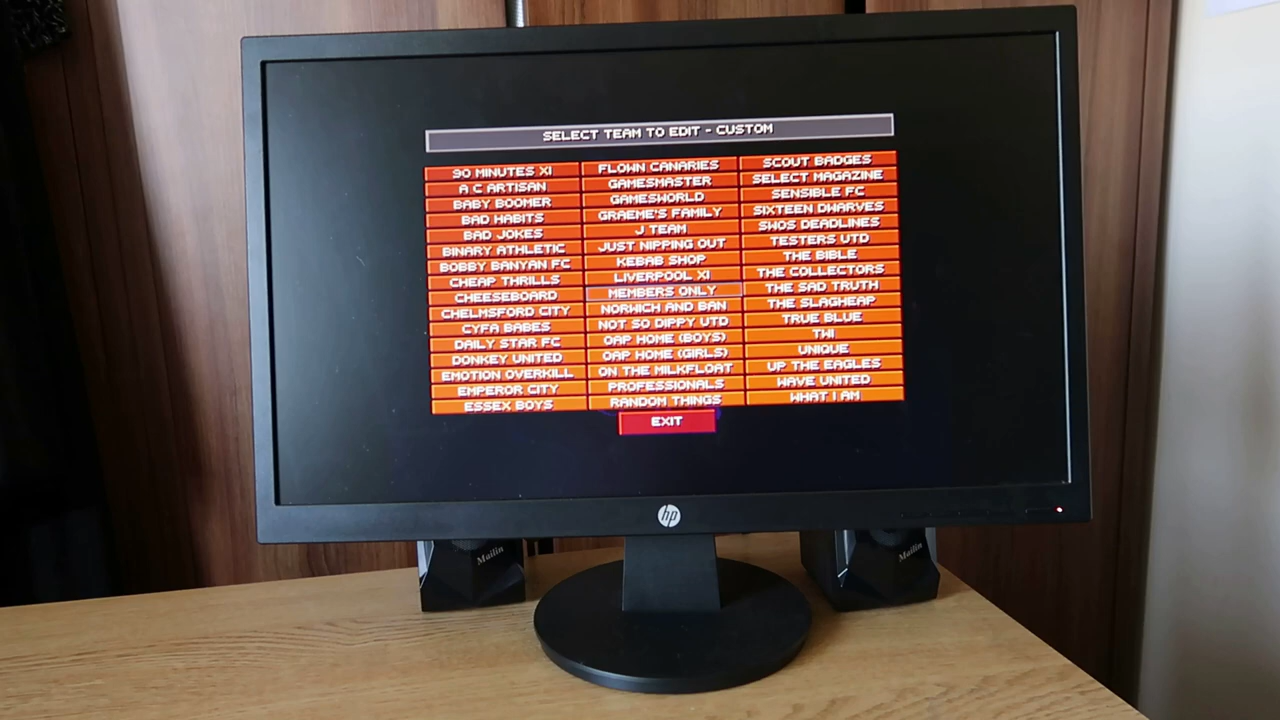 SELECT TEAM TO EDIT - CUSTOM
90 MINUTES XI
A C ARTISAN
BABY BOOMER
BAD HABITS
BAD JOKES
BINARY ATHLETIC
BOBBY BANYAN FC
CHEAP THRILLS
CHEESEBOARD
CHELMSFORD CITY
CYFA BABES
DAILY STAR FC
DONKEY UNITED
EMOTION OVERKILL
EMPEROR CITY
ESSEX BOYS
FLOWN CANARIES
GAMESMASTER
GAMESWORLD
GRAEME'S FAMILY
J TEAM
JUST NIPPING OUT
KEBAB SHOP
LIVERPOOL XI
MEMBERS ONLY
NORWICH AND BAN
NOT SO DIPPY UTD
OAP HOME (BOYS)
OAP HOME (GIRLS)
ON THE MILKFLOAT
PROFESSIONALS
RANDOM THINGS
SCOUT BADGES
SELECT MAGAZINE
SENSIBLE FC
SIXTEEN DWARVES
SWOS DEADLINES
TESTERS UTD
THE BIBLE
THE COLLECTORS
THE SAD TRUTH
THE SLAGHEAP
TRUE BLUE
TWI
UNIQUE
UP THE EAGLES
WAVE UNITED
WHAT I AM
EXIT
hp
Mailin
Mailin